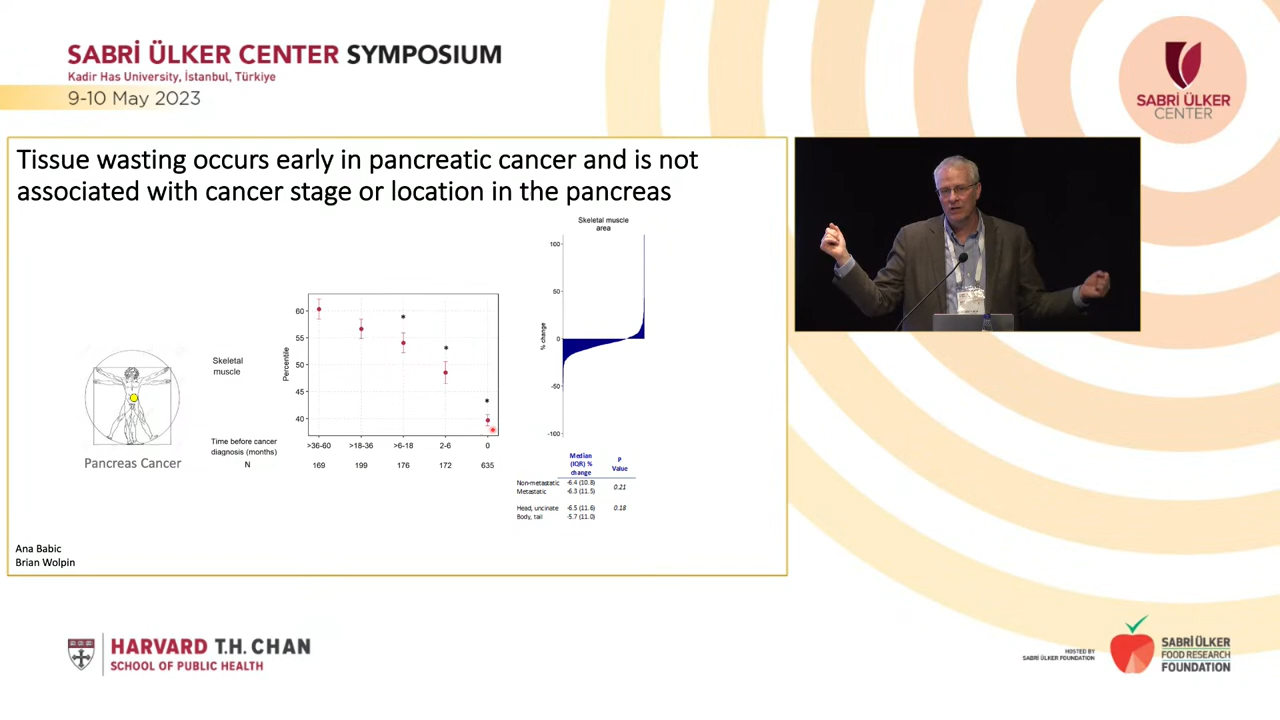 SABRİ ÜLKER CENTER SYMPOSIUM
Kadir Has University, İstanbul, Türkiye
9-10 May 2023
SABRİ ÜLKER
CENTER
Tissue wasting occurs early in pancreatic cancer and is not
associated with cancer stage or location in the pancreas
Skeletal muscle
area
100
50
0
-50
-100
% change
60
55
50
45
40
Percentile
Skeletal
muscle
* * *
Time before cancer
diagnosis (months)
>36-60 >18-36 >6-18 2-6 0
N 169 199 176 172 635
Pancreas Cancer
Median
(IQR) %
change
P
Value
Non-metastatic -6.4 (10.8)
Metastatic -6.3 (11.5)
0.21
Head, uncinate -6.5 (11.6) 0.18
Body, tail -5.7 (11.0)
Ana Babic
Brian Wolpin
HARVARD T.H. CHAN
SCHOOL OF PUBLIC HEALTH
HOSTED BY
SABRİ ÜLKER FOUNDATION
SABRİ ÜLKER
FOOD RESEARCH
FOUNDATION